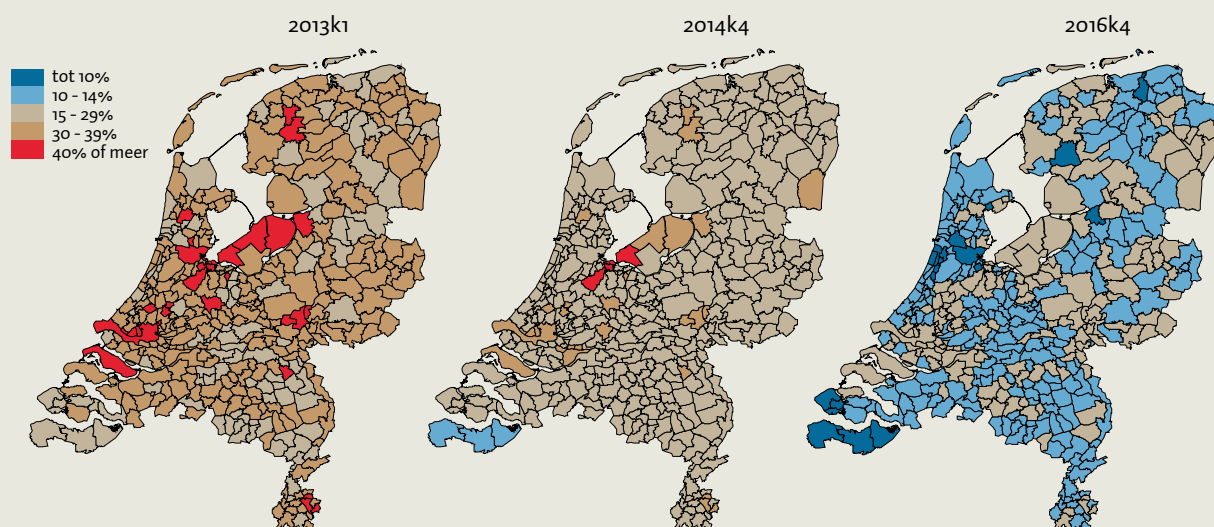 2013k1
2014k4
2016k4
tot 10%
10 - 14%
15 - 29%
30 - 39%
40% of meer